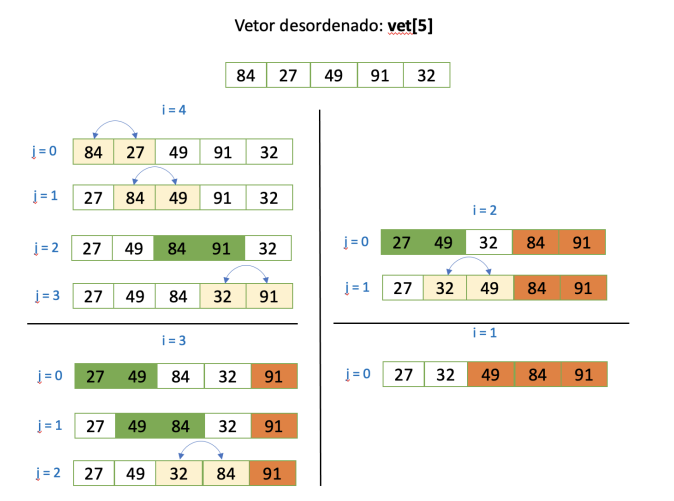 Vetor desordenado: vet[5]
84 27 49 91 32
i = 4
j = 0 84 27 49 91 32
j = 1 27 84 49 91 32
j = 2 27 49 84 91 32
j = 3 27 49 84 32 91
i = 3
j = 0 27 49 84 32 91
j = 1 27 49 84 32 91
j = 2 27 49 32 84 91
i = 2
j = 0 27 49 32 84 91
j = 1 27 32 49 84 91
i = 1
j = 0 27 32 49 84 91